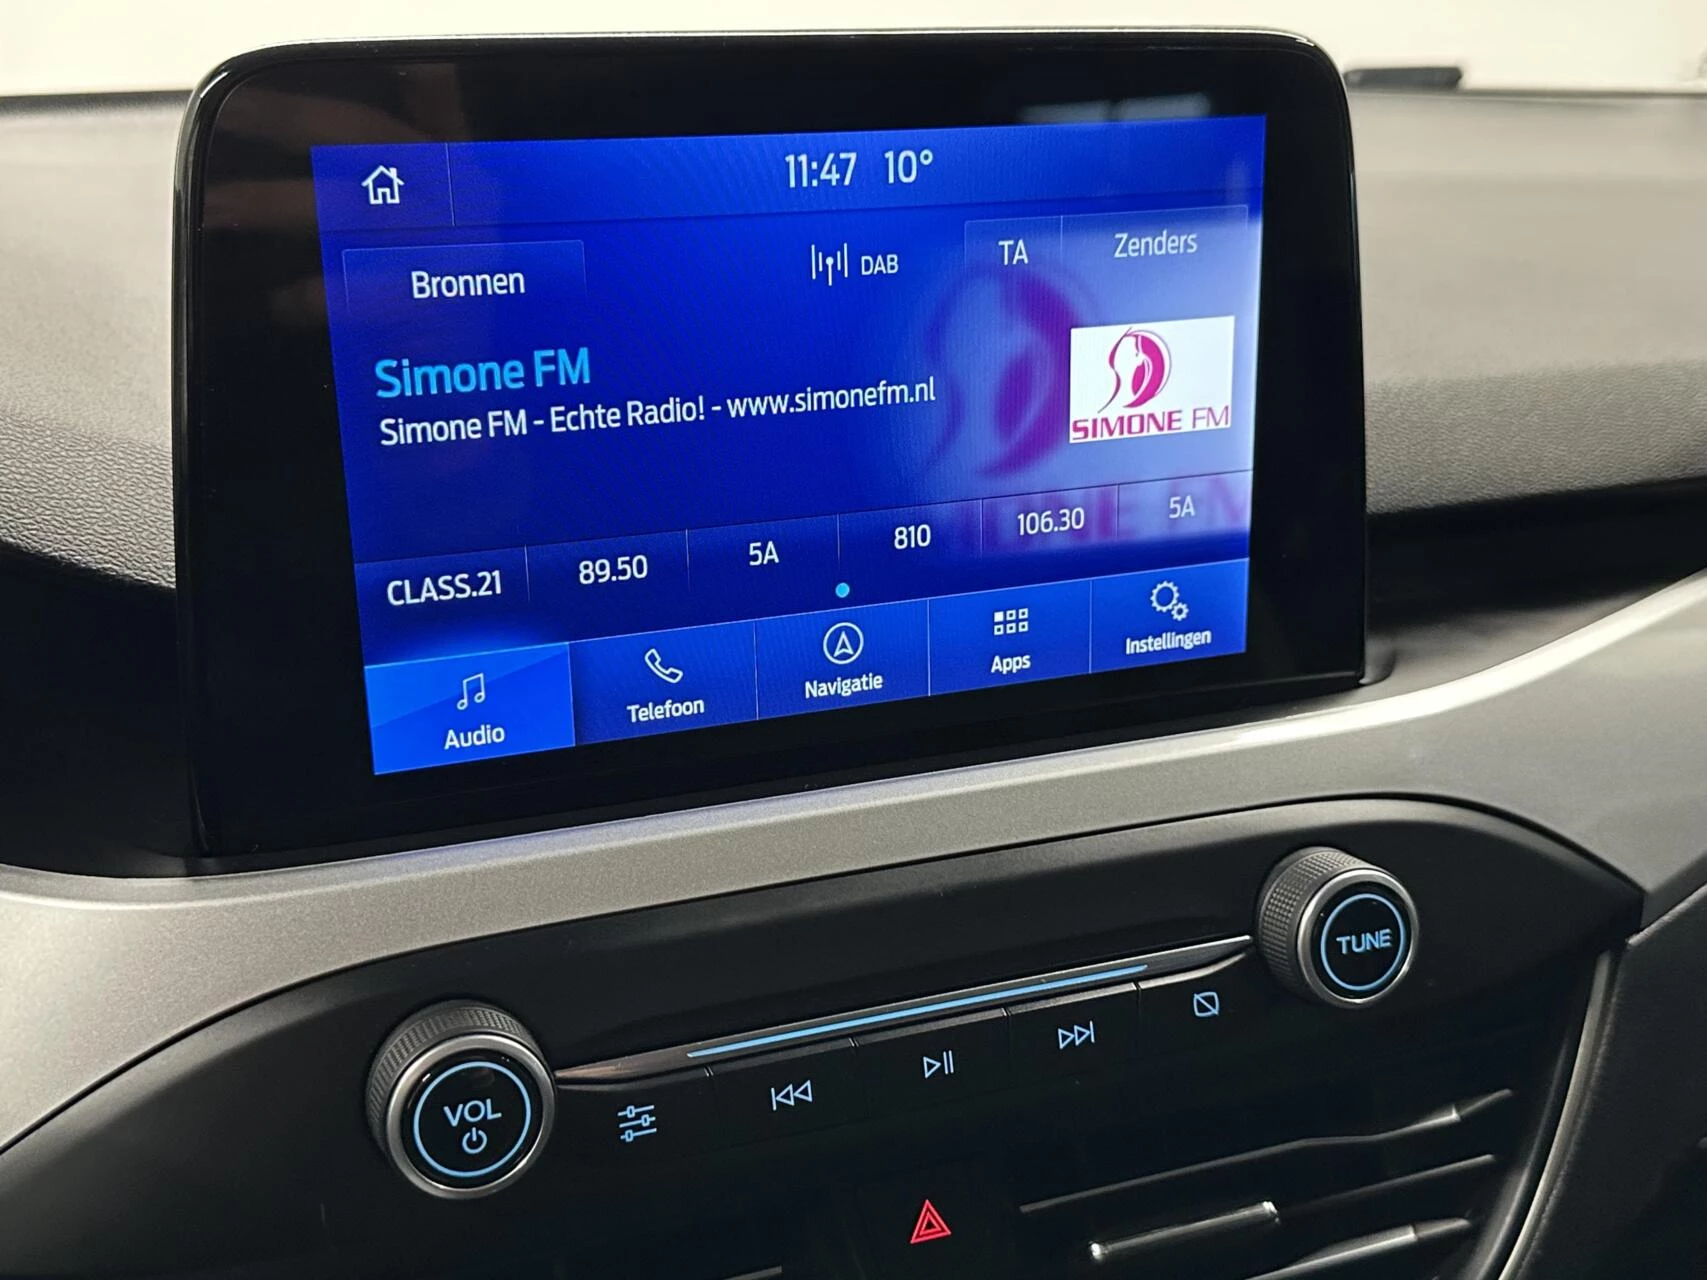 11:47 10°
Bronnen
DAB
TA
Zenders
Simone FM
Simone FM - Echte Radio! - www.simonefm.nl
SIMONE FM
CLASS.21
89.50
5A
810
106.30
5A
Audio
Telefoon
Navigatie
Apps
Instellingen
VOL
TUNE